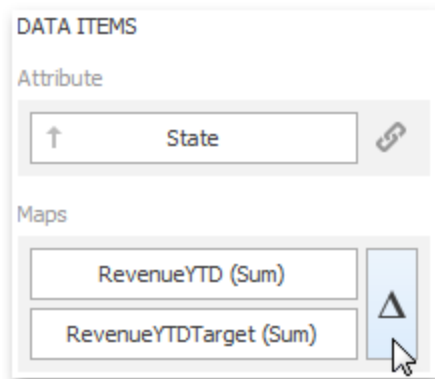 DATA ITEMS
Attribute
State
Maps
RevenueYTD (Sum)
RevenueYTDTarget (Sum)
Δ